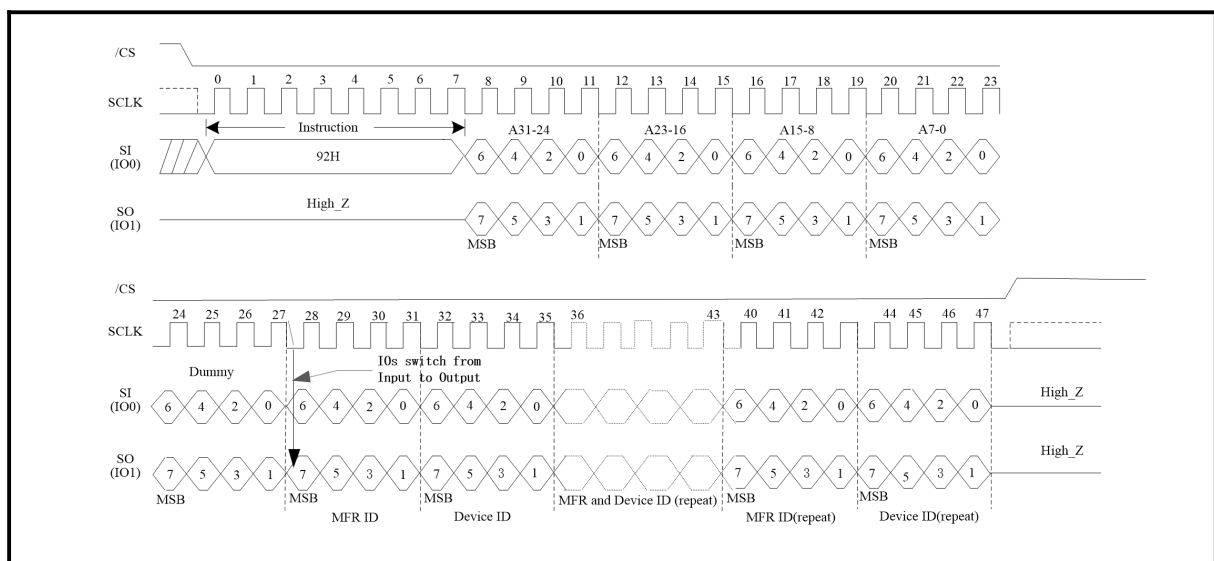 /CS
0 1 2 3 4 5 6 7 8 9 10 11 12 13 14 15 16 17 18 19 20 21 22 23
SCLK
Instruction A31-24 A23-16 A15-8 A7-0
SI
(IO0)
92H 6 4 2 0 6 4 2 0 6 4 2 0 6 4 2 0
High_Z
SO
(IO1)
7 5 3 1 7 5 3 1 7 5 3 1 7 5 3 1
MSB MSB MSB MSB
/CS
24 25 26 27 28 29 30 31 32 33 34 35 36 43 40 41 42 44 45 46 47
SCLK
IOs switch from
Input to Output
Dummy
SI
(IO0)
6 4 2 0 6 4 2 0 6 4 2 0 6 4 2 0 6 4 2 0 High_Z
SO
(IO1)
7 5 3 1 7 5 3 1 7 5 3 1 7 5 3 1 7 5 3 1 High_Z
MSB MSB MSB MFR and Device ID (repeat) MSB MSB
MFR ID Device ID MFR ID(repeat) Device ID(repeat)